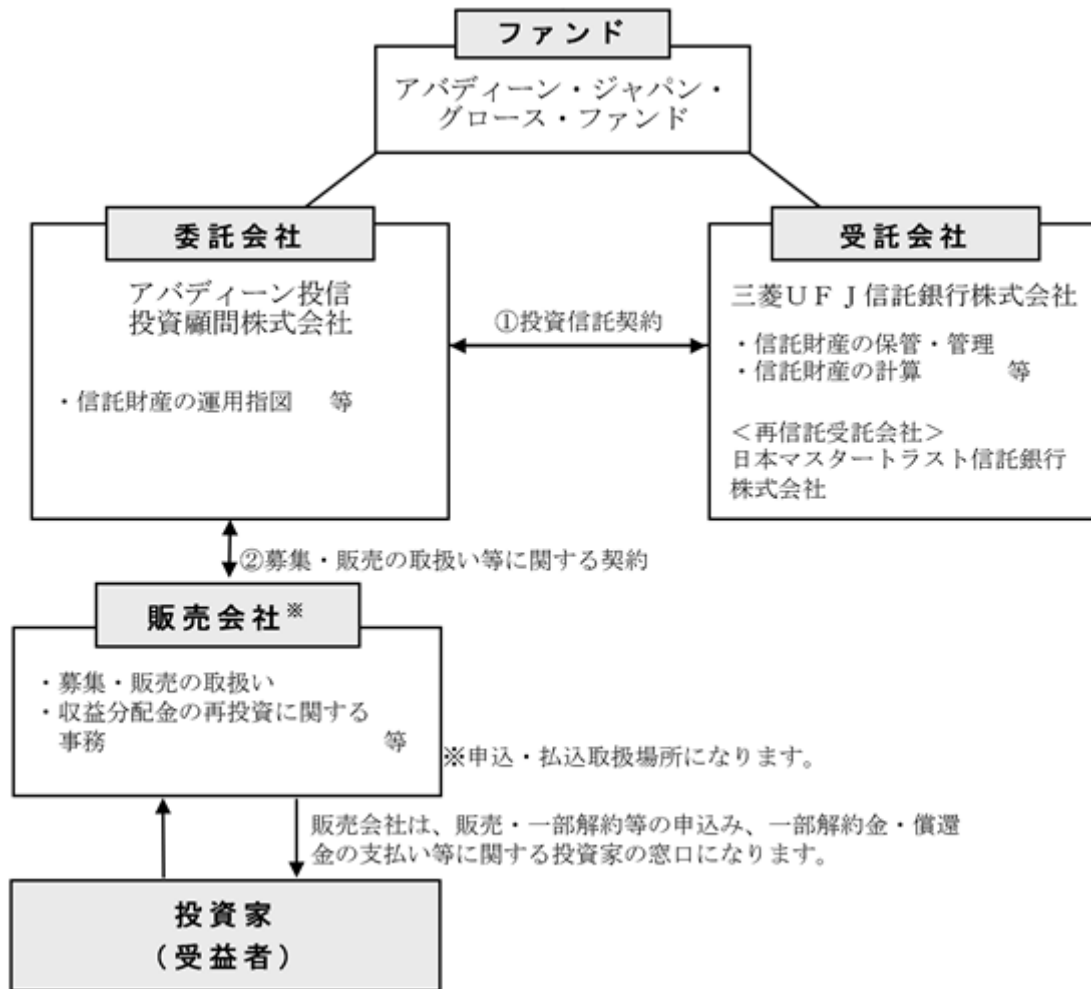 ファンド
アバディーン・ジャパン・
グロース・ファンド
委託会社
アバディーン投信
投資顧問株式会社
・信託財産の運用指図　等
①投資信託契約
受託会社
三菱ＵＦＪ信託銀行株式会社
・信託財産の保管・管理
・信託財産の計算　　　等
＜再信託受託会社＞
日本マスタートラスト信託銀行
株式会社
②募集・販売の取扱い等に関する契約
販売会社※
・募集・販売の取扱い
・収益分配金の再投資に関する
事務　　　　　　　　　等
※申込・払込取扱場所になります。
販売会社は、販売・一部解約等の申込み、一部解約金・償還
金の支払い等に関する投資家の窓口になります。
投資家
（受益者）